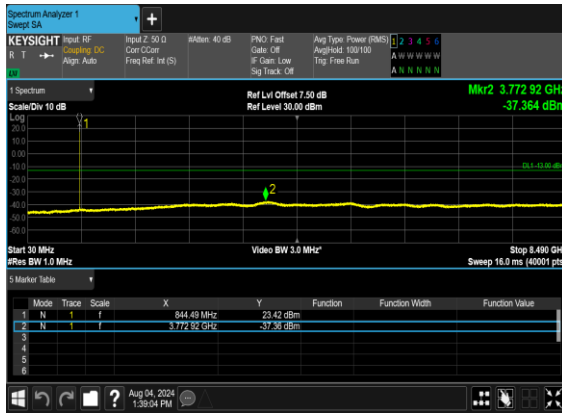 Spectrum Analyzer 1
Swept SA
+
KEYSIGHT Input: RF Input Z: 50 Ω #Atten: 40 dB PNO: Fast Avg Type: Power (RMS) 1 2 3 4 5 6
R T Coupling: DC Corr CCorr Gate: Off Avg|Hold: 100/100 A W W W W W
Align: Auto Freq Ref: Int (S) IF Gain: Low Trig: Free Run
LXI Sig Track: Off A N N N N N
1 Spectrum Ref Lvl Offset 7.50 dB Mkr2 3.772 92 GHz
Scale/Div 10 dB Ref Level 30.00 dBm -37.364 dBm
Log
1
20.0
10.0
0.00
-10.0
DL1 -13.00 dBm
-20.0
-30.0
2
-40.0
-50.0
-60.0
Start 30 MHz Video BW 3.0 MHz* Stop 8.490 GHz
#Res BW 1.0 MHz Sweep 16.0 ms (40001 pts)
5 Marker Table
Mode Trace Scale X Y Function Function Width Function Value
1 N 1 f 844.49 MHz 23.42 dBm
2 N 1 f 3.772 92 GHz -37.36 dBm
3
4
5
6
? Aug 04, 2024
1:39:04 PM